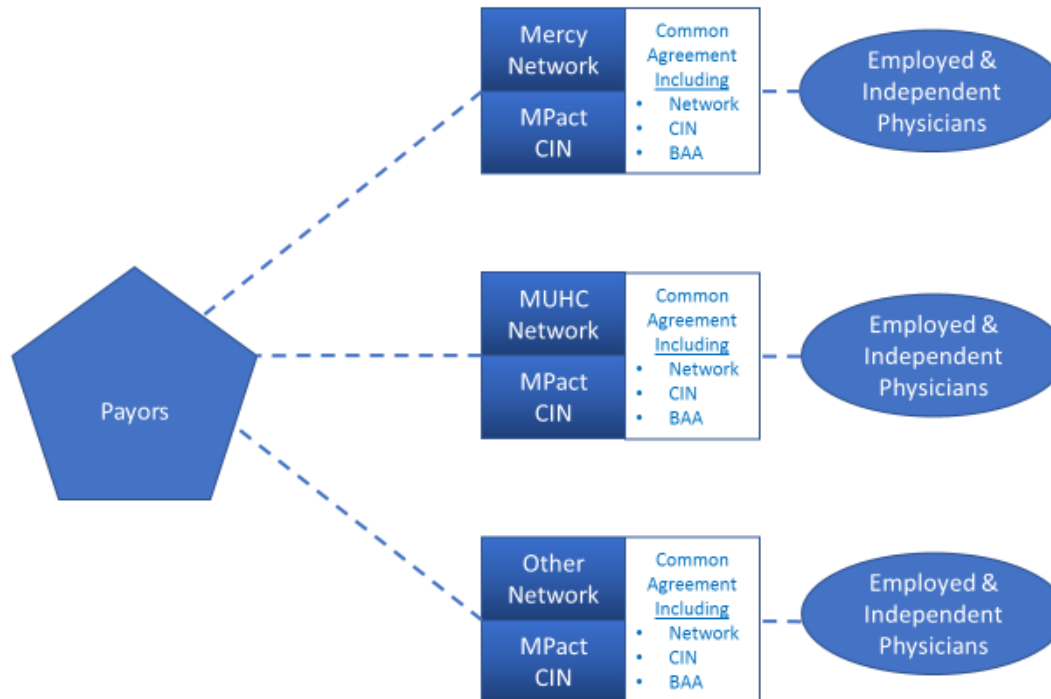 Mercy
Network
MPact
CIN
Common
Agreement
Including
• Network
• CIN
• BAA
Employed &
Independent
Physicians
Payors
MUHC
Network
MPact
CIN
Common
Agreement
Including
• Network
• CIN
• BAA
Employed &
Independent
Physicians
Other
Network
MPact
CIN
Common
Agreement
Including
• Network
• CIN
• BAA
Employed &
Independent
Physicians